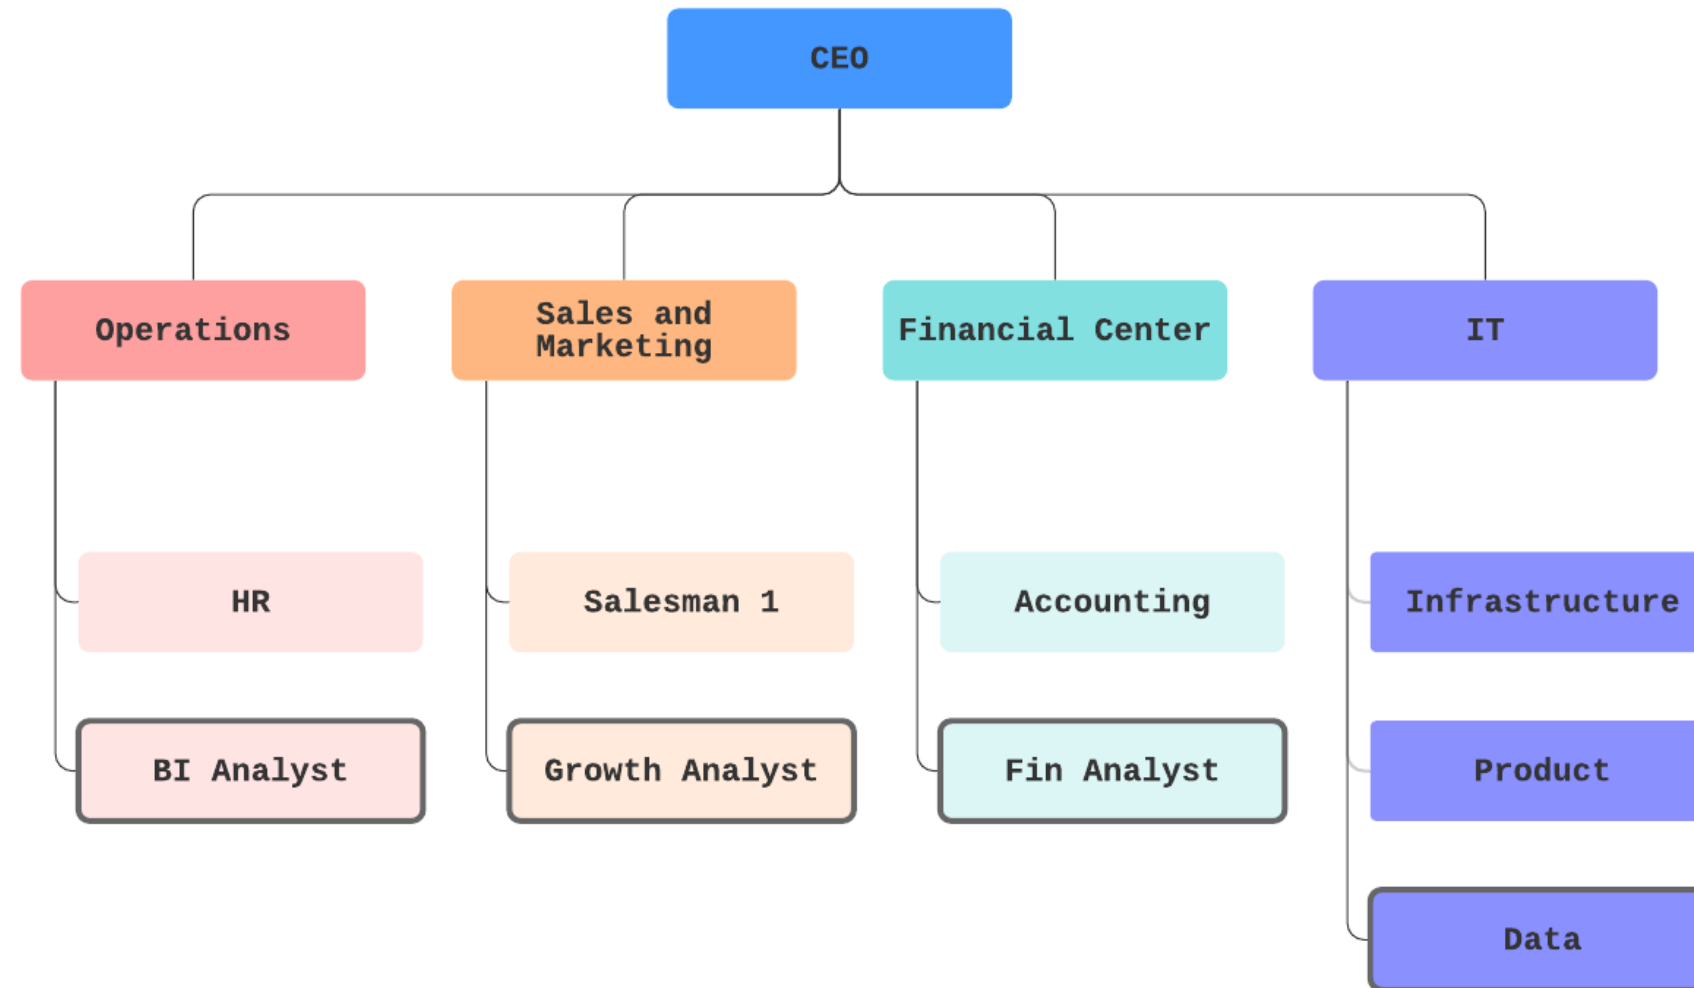 CEO
Operations
Sales and
Marketing
Financial Center
IT
HR
Salesman 1
Accounting
Infrastructure
BI Analyst
Growth Analyst
Fin Analyst
Product
Data